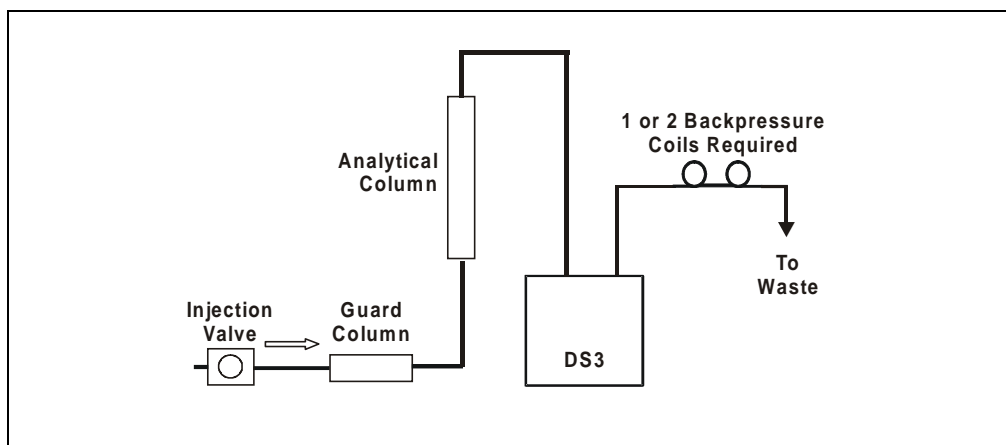 1 or 2 Backpressure
Coils Required
Analytical
Column
To
Waste
Injection
Valve
Guard
Column
DS3